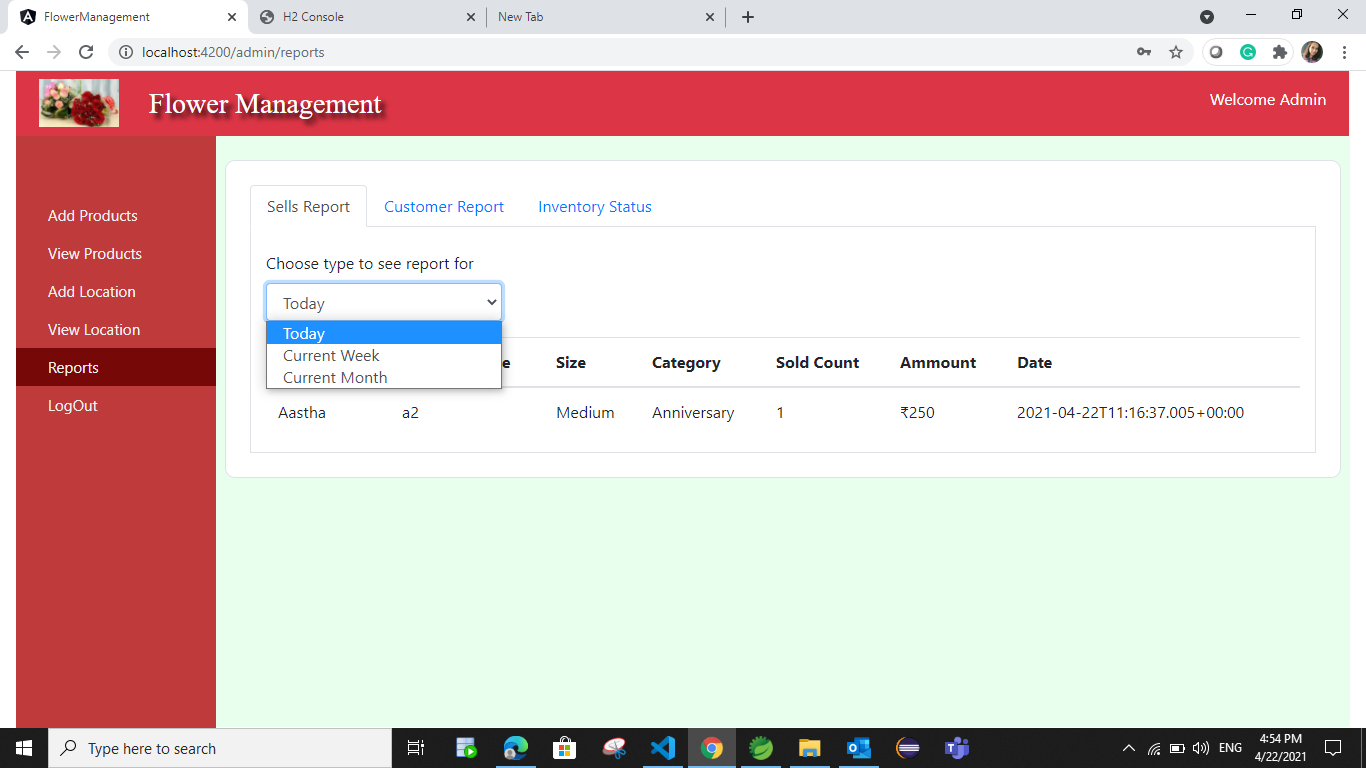 FlowerManagement
H2 Console
New Tab
localhost:4200/admin/reports
Flower Management
Welcome Admin
Add Products
View Products
Add Location
View Location
Reports
LogOut
Sells Report Customer Report Inventory Status
Choose type to see report for
Today
Today
Current Week
Current Month
Size Category Sold Count Ammount Date
Aastha a2 Medium Anniversary 1 ₹250 2021-04-22T11:16:37.005+00:00
Type here to search
ENG
4:54 PM
4/22/2021